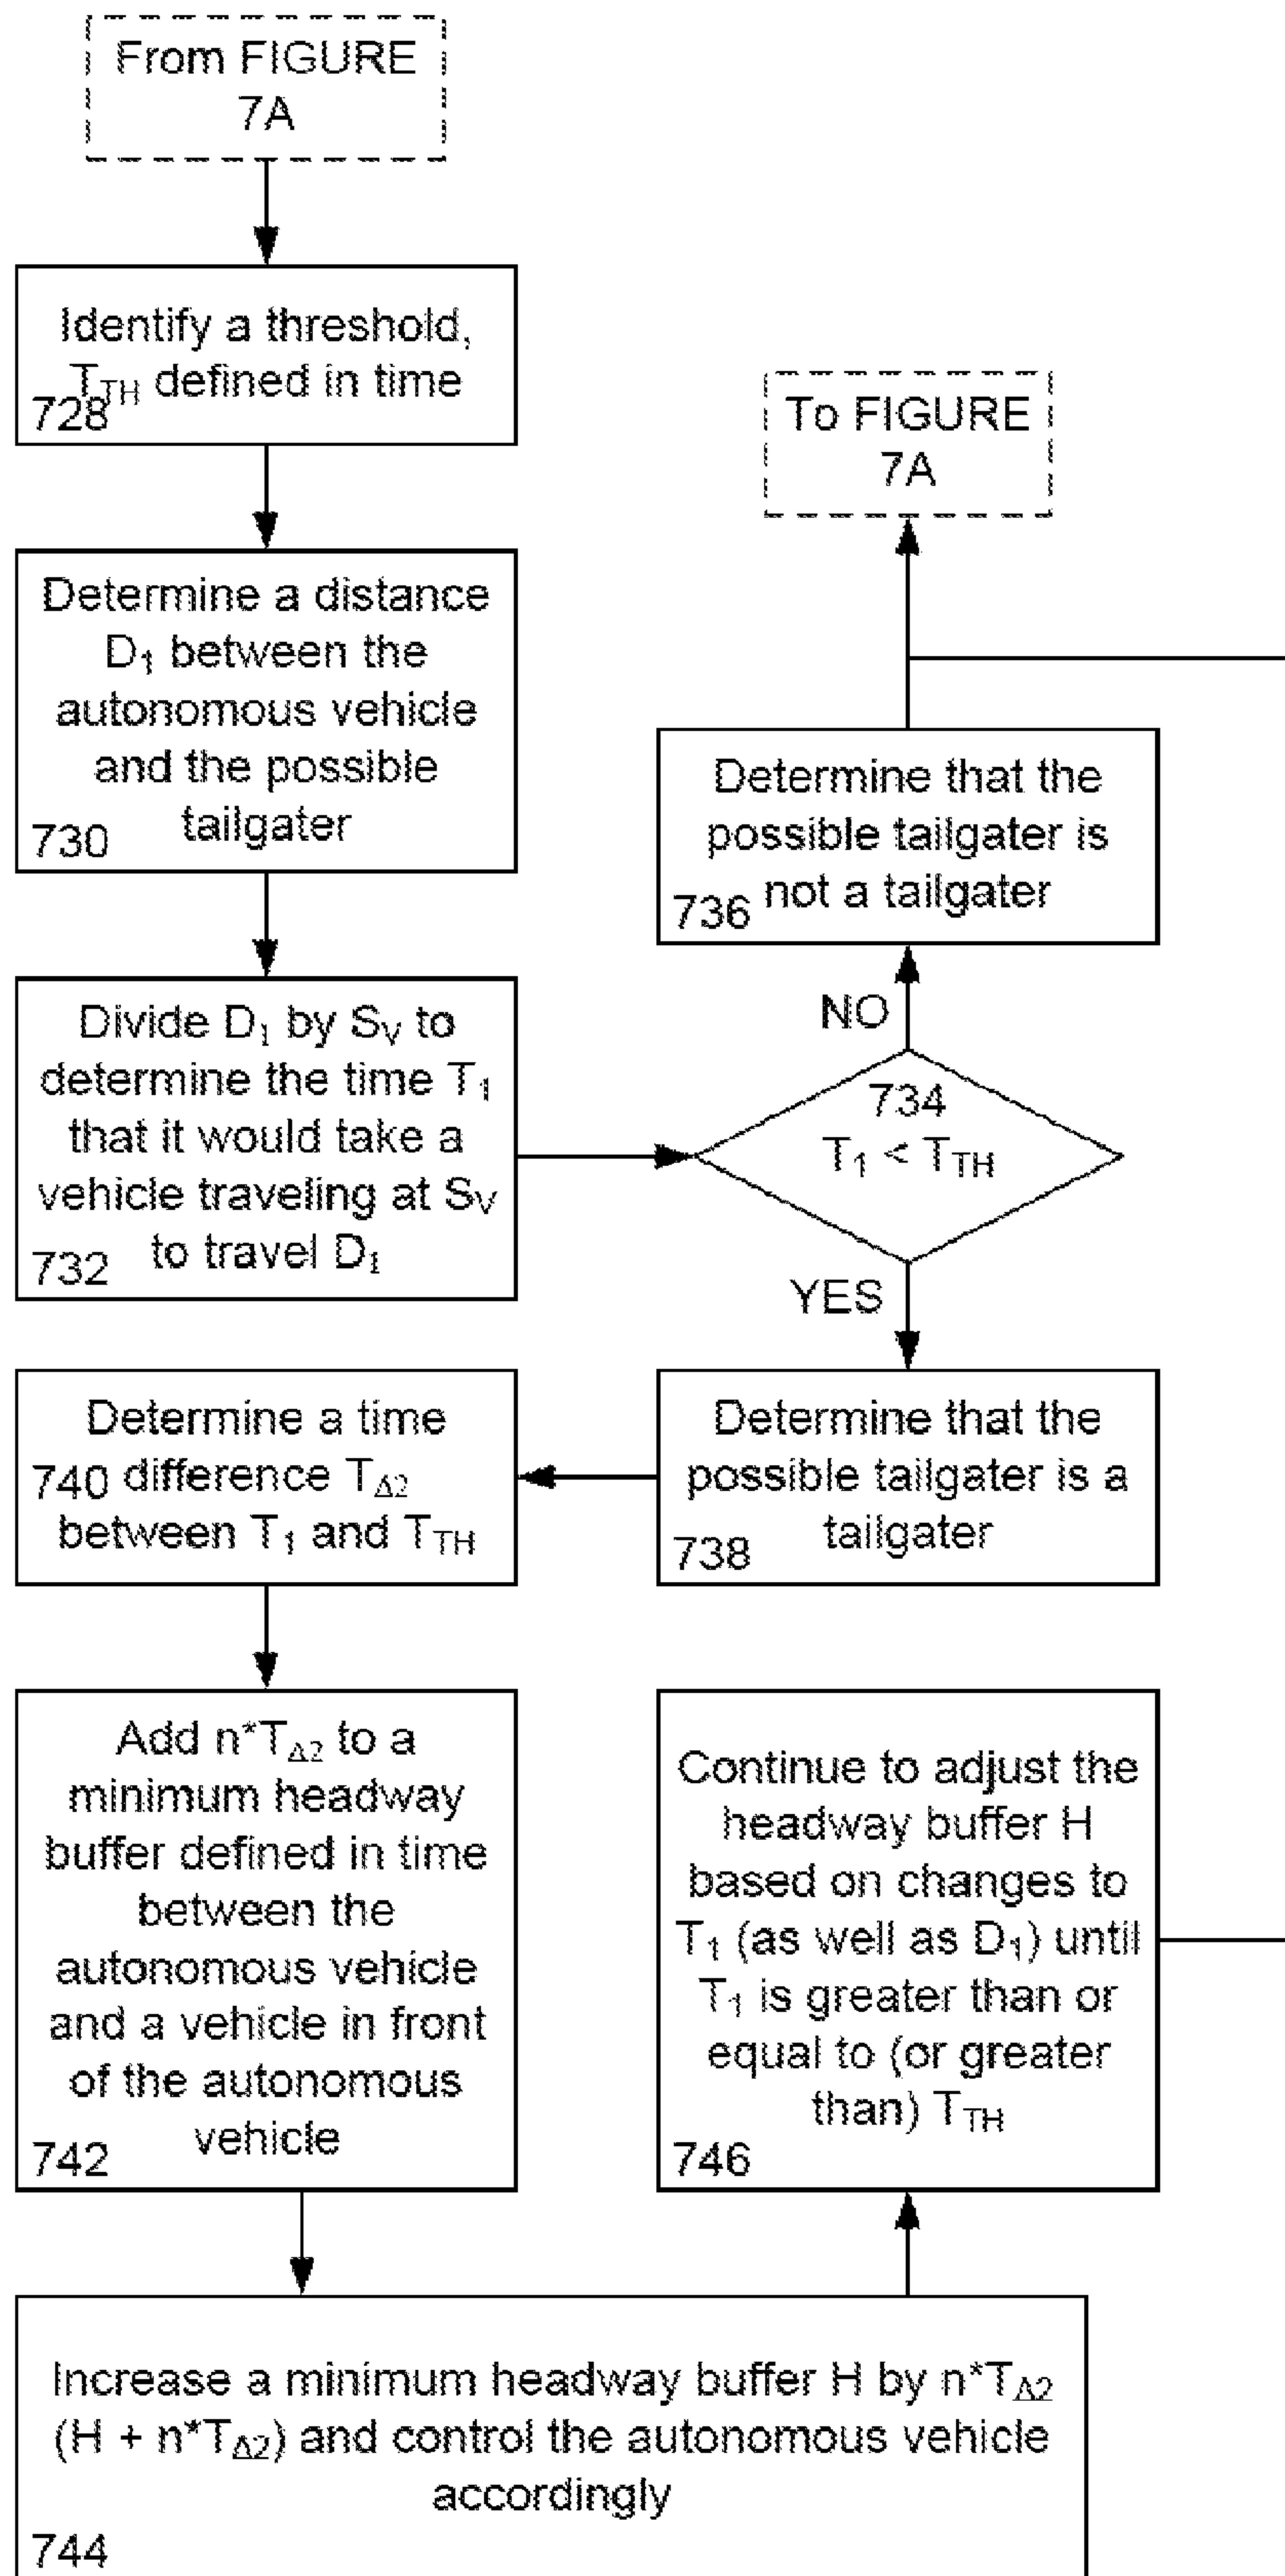 From FIGURE
7A
Identify a threshold,
T_TH defined in time
728
Determine a distance
D₁ between the
autonomous vehicle
and the possible
tailgater
730
Divide D₁ by S_V to
determine the time T₁
that it would take a
vehicle traveling at S_V
to travel D₁
732
734
T₁ < T_TH
NO
Determine that the
possible tailgater is
not a tailgater
736
To FIGURE
7A
YES
Determine that the
possible tailgater is a
tailgater
738
Determine a time
740 difference T_Δ2
between T₁ and T_TH
Add n*T_Δ2 to a
minimum headway
buffer defined in time
between the
autonomous vehicle
and a vehicle in front
of the autonomous
vehicle
742
Increase a minimum headway buffer H by n*T_Δ2
(H + n*T_Δ2) and control the autonomous vehicle
accordingly
744
Continue to adjust the
headway buffer H
based on changes to
T₁ (as well as D₁) until
T₁ is greater than or
equal to (or greater
than) T_TH
746